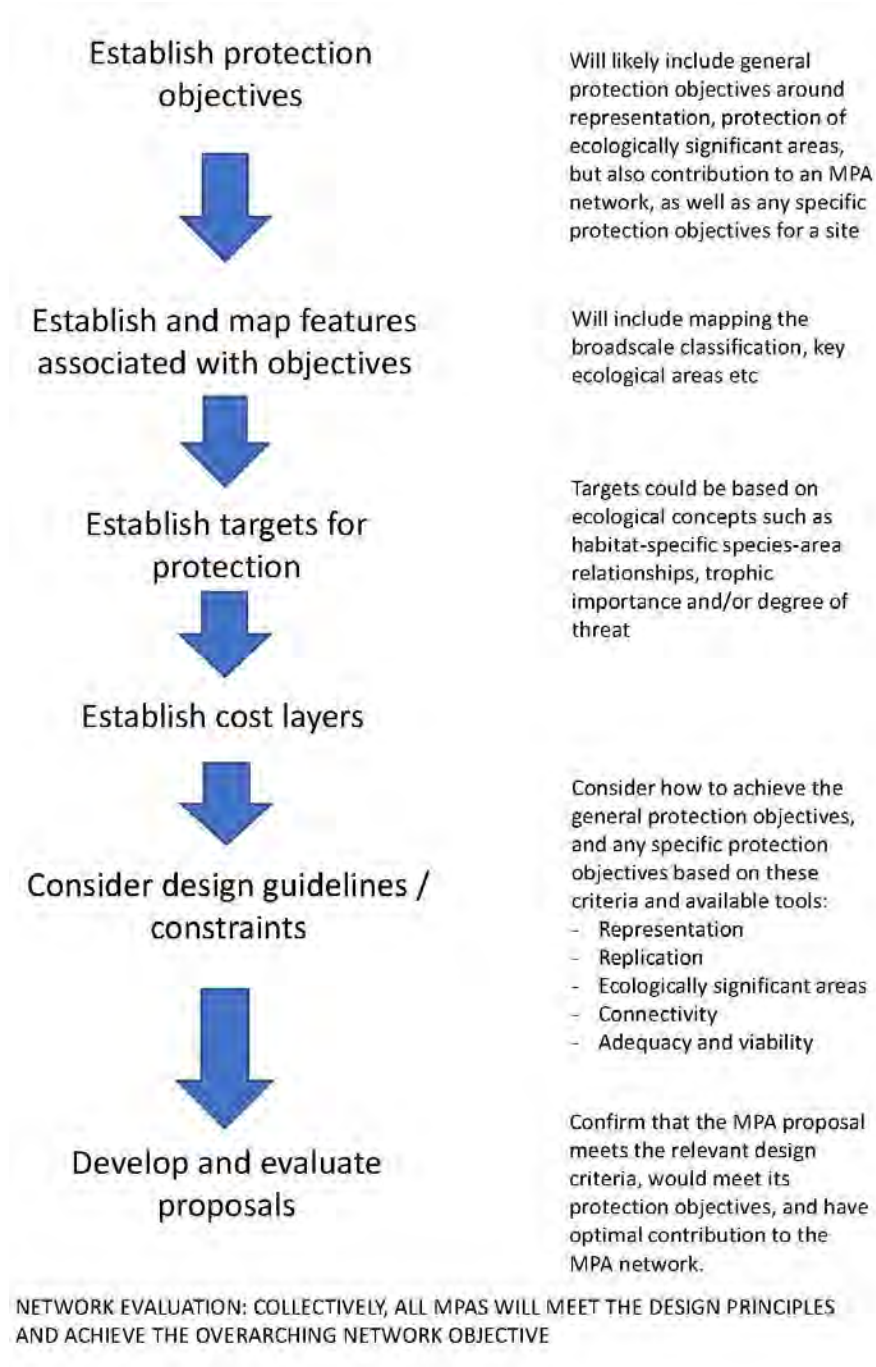 Establish protection
objectives
Will likely include general
protection objectives around
representation, protection of
ecologically significant areas,
but also contribution to an MPA
network, as well as any specific
protection objectives for a site
Establish and map features
associated with objectives
Will include mapping the
broadscale classification, key
ecological areas etc
Establish targets for
protection
Targets could be based on
ecological concepts such as
habitat-specific species-area
relationships, trophic
importance and/or degree of
threat
Establish cost layers
Consider design guidelines /
constraints
Consider how to achieve the
general protection objectives,
and any specific protection
objectives based on these
criteria and available tools:
- Representation
- Replication
- Ecologically significant areas
- Connectivity
- Adequacy and viability
Develop and evaluate
proposals
Confirm that the MPA proposal
meets the relevant design
criteria, would meet its
protection objectives, and have
optimal contribution to the
MPA network.
NETWORK EVALUATION: COLLECTIVELY, ALL MPAS WILL MEET THE DESIGN PRINCIPLES
AND ACHIEVE THE OVERARCHING NETWORK OBJECTIVE